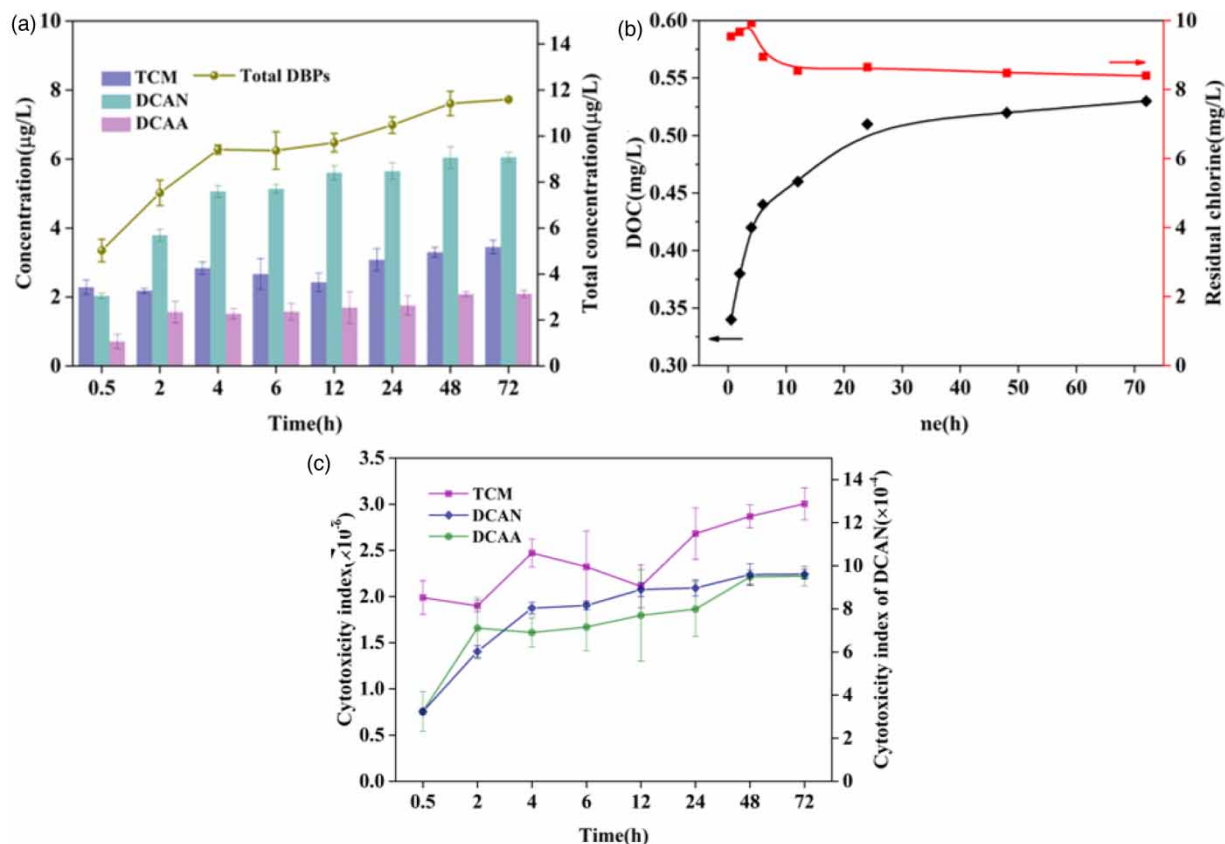 (a)
10
8
6
4
2
0
Concentration(μg/L)
TCM
DCAN
DCAA
Total DBPs
14
12
10
8
6
4
2
0
Total concentration(μg/L)
0.5 2 4 6 12 24 48 72
Time(h)
(b)
0.60
0.55
0.50
0.45
0.40
0.35
0.30
DOC(mg/L)
10
8
6
4
2
0
Residual chlorine(mg/L)
0 10 20 30 40 50 60 70
ne(h)
(c)
3.5
3.0
2.5
2.0
1.5
1.0
0.5
0.0
Cytotoxicity index
TCM
DCAN
DCAA
14
12
10
8
6
4
2
0
Cytotoxicity index of DCAN(×10⁻⁴)
0.5 2 4 6 12 24 48 72
Time(h)